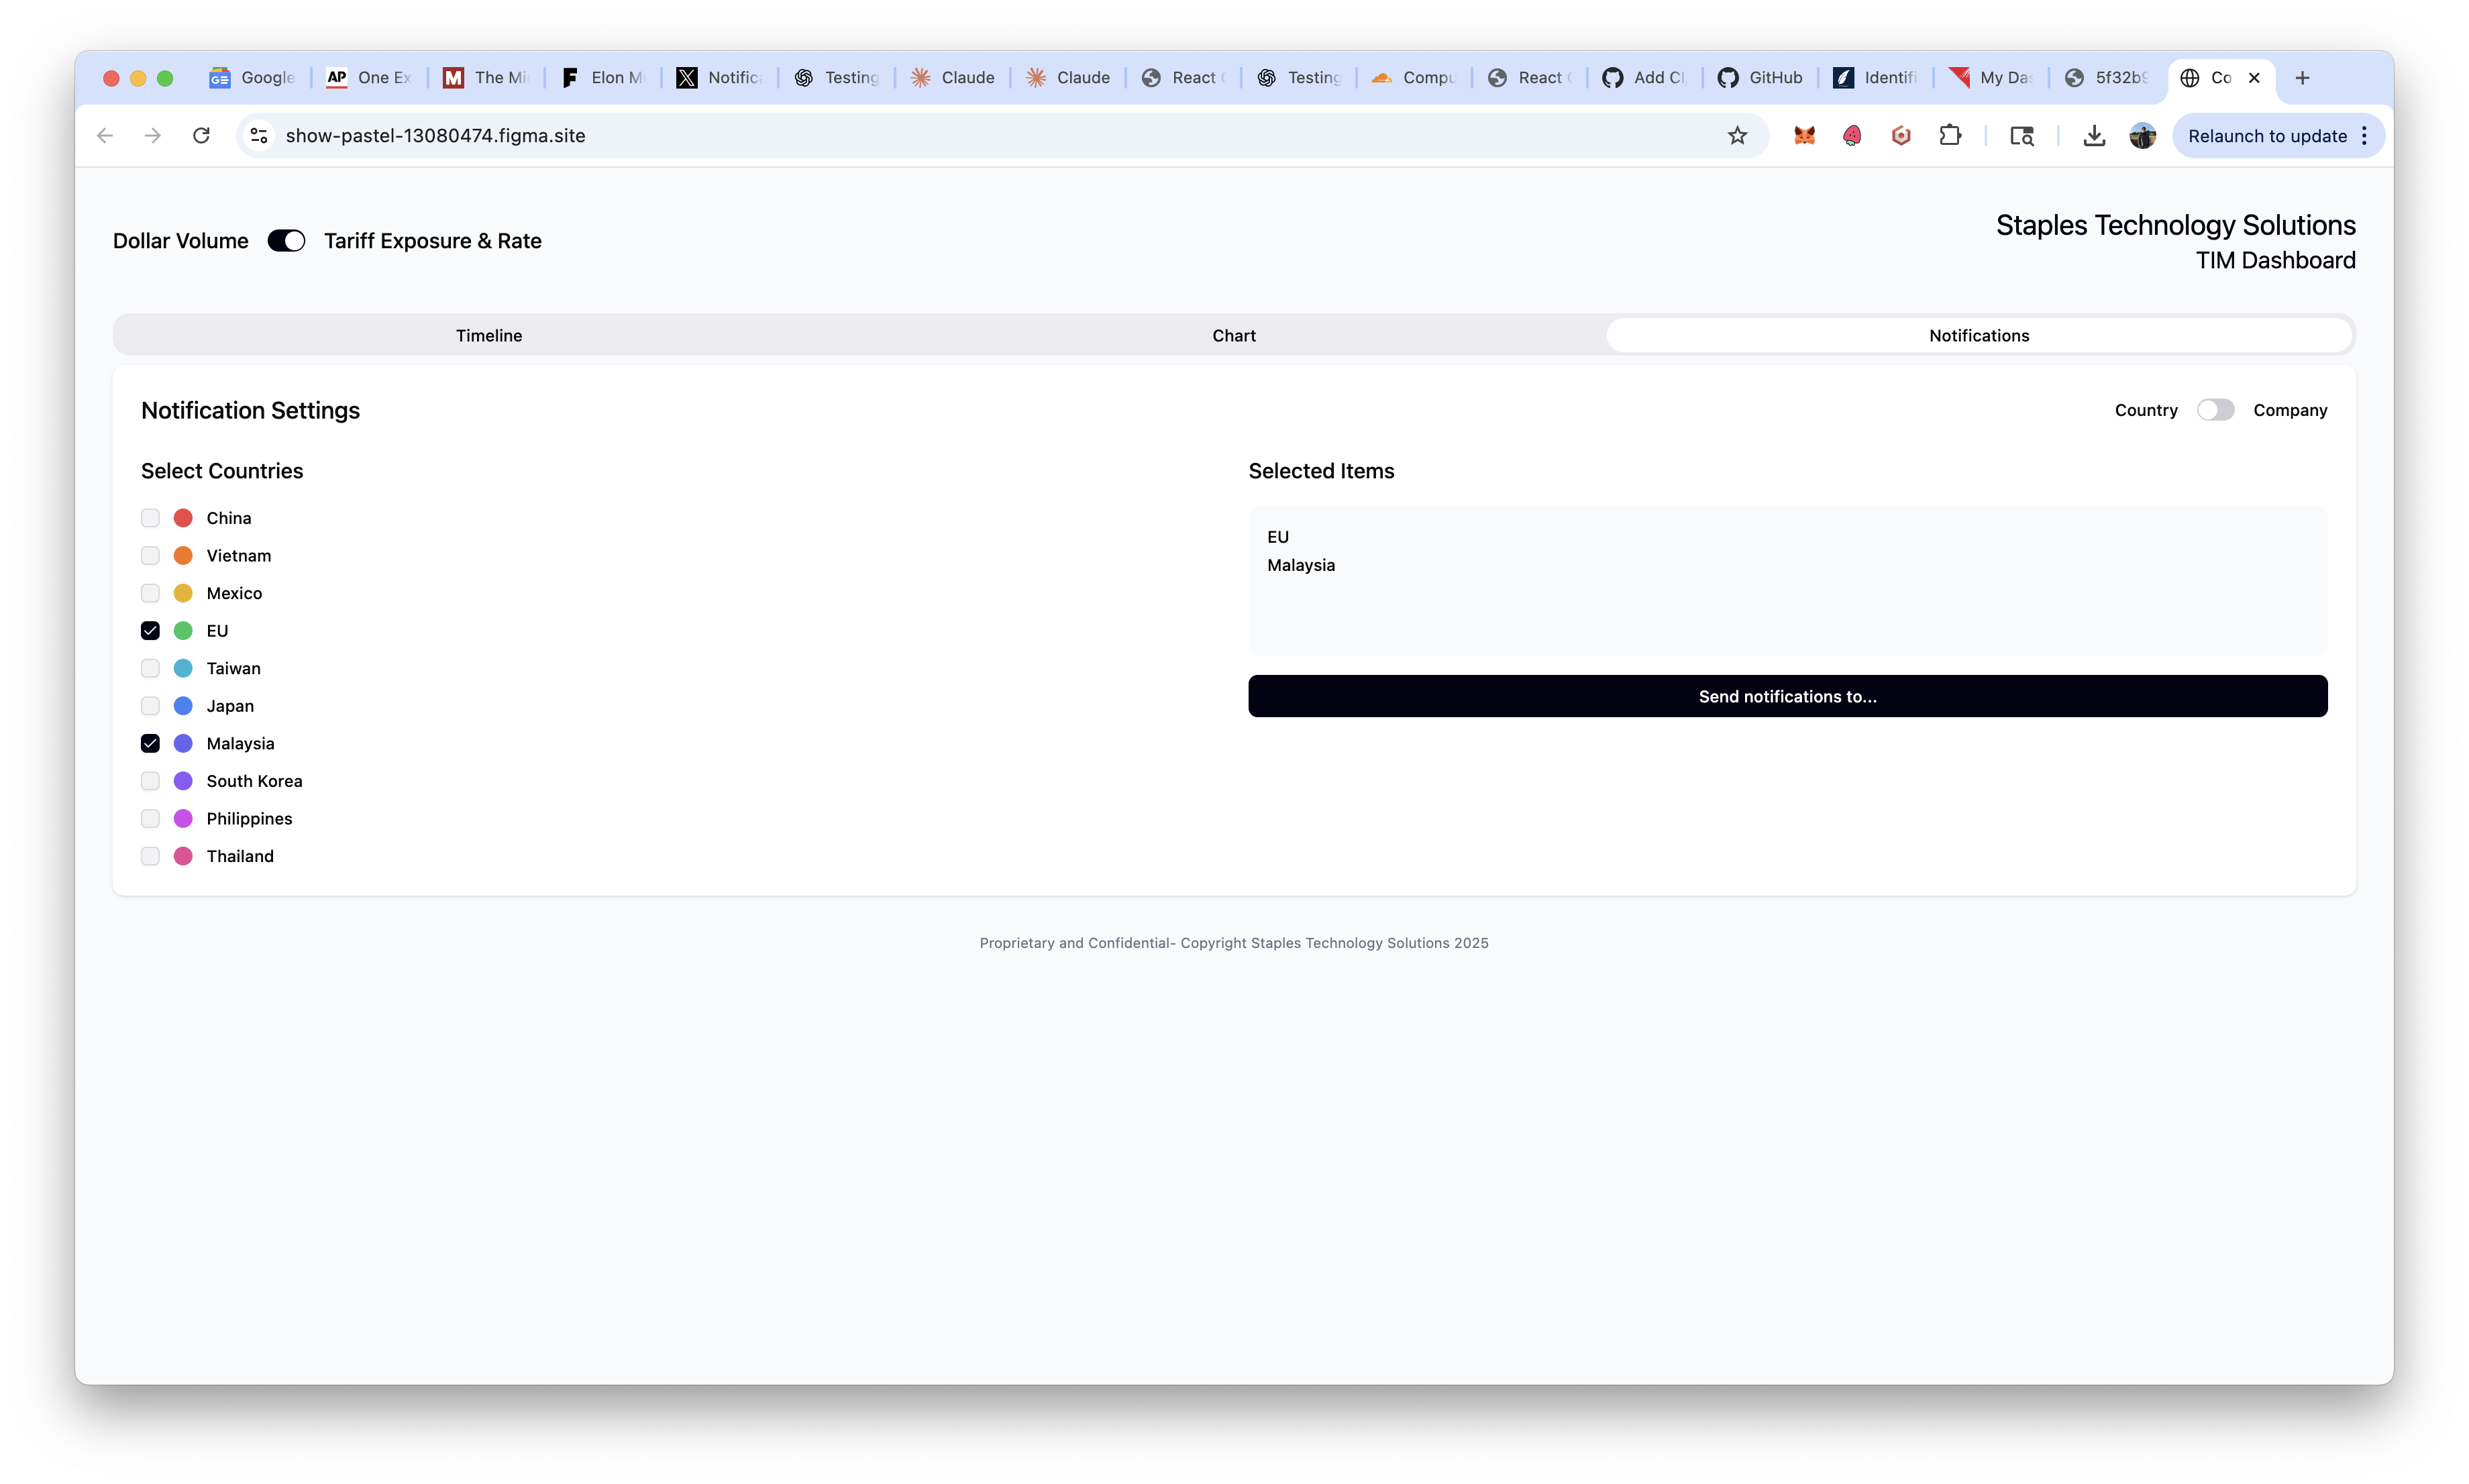 Google
AP One Ex
M The Mi
F Elon M
X Notific
Testing
Claude
Claude
React
Testing
Compu
React
Add Cl
GitHub
Identifi
My Das
5f32b9
Co
show-pastel-13080474.figma.site
Relaunch to update
Dollar Volume
Tariff Exposure & Rate
Staples Technology Solutions
TIM Dashboard
Timeline
Chart
Notifications
Notification Settings
Country
Company
Select Countries
China
Vietnam
Mexico
EU
Taiwan
Japan
Malaysia
South Korea
Philippines
Thailand
Selected Items
EU
Malaysia
Send notifications to...
Proprietary and Confidential- Copyright Staples Technology Solutions 2025